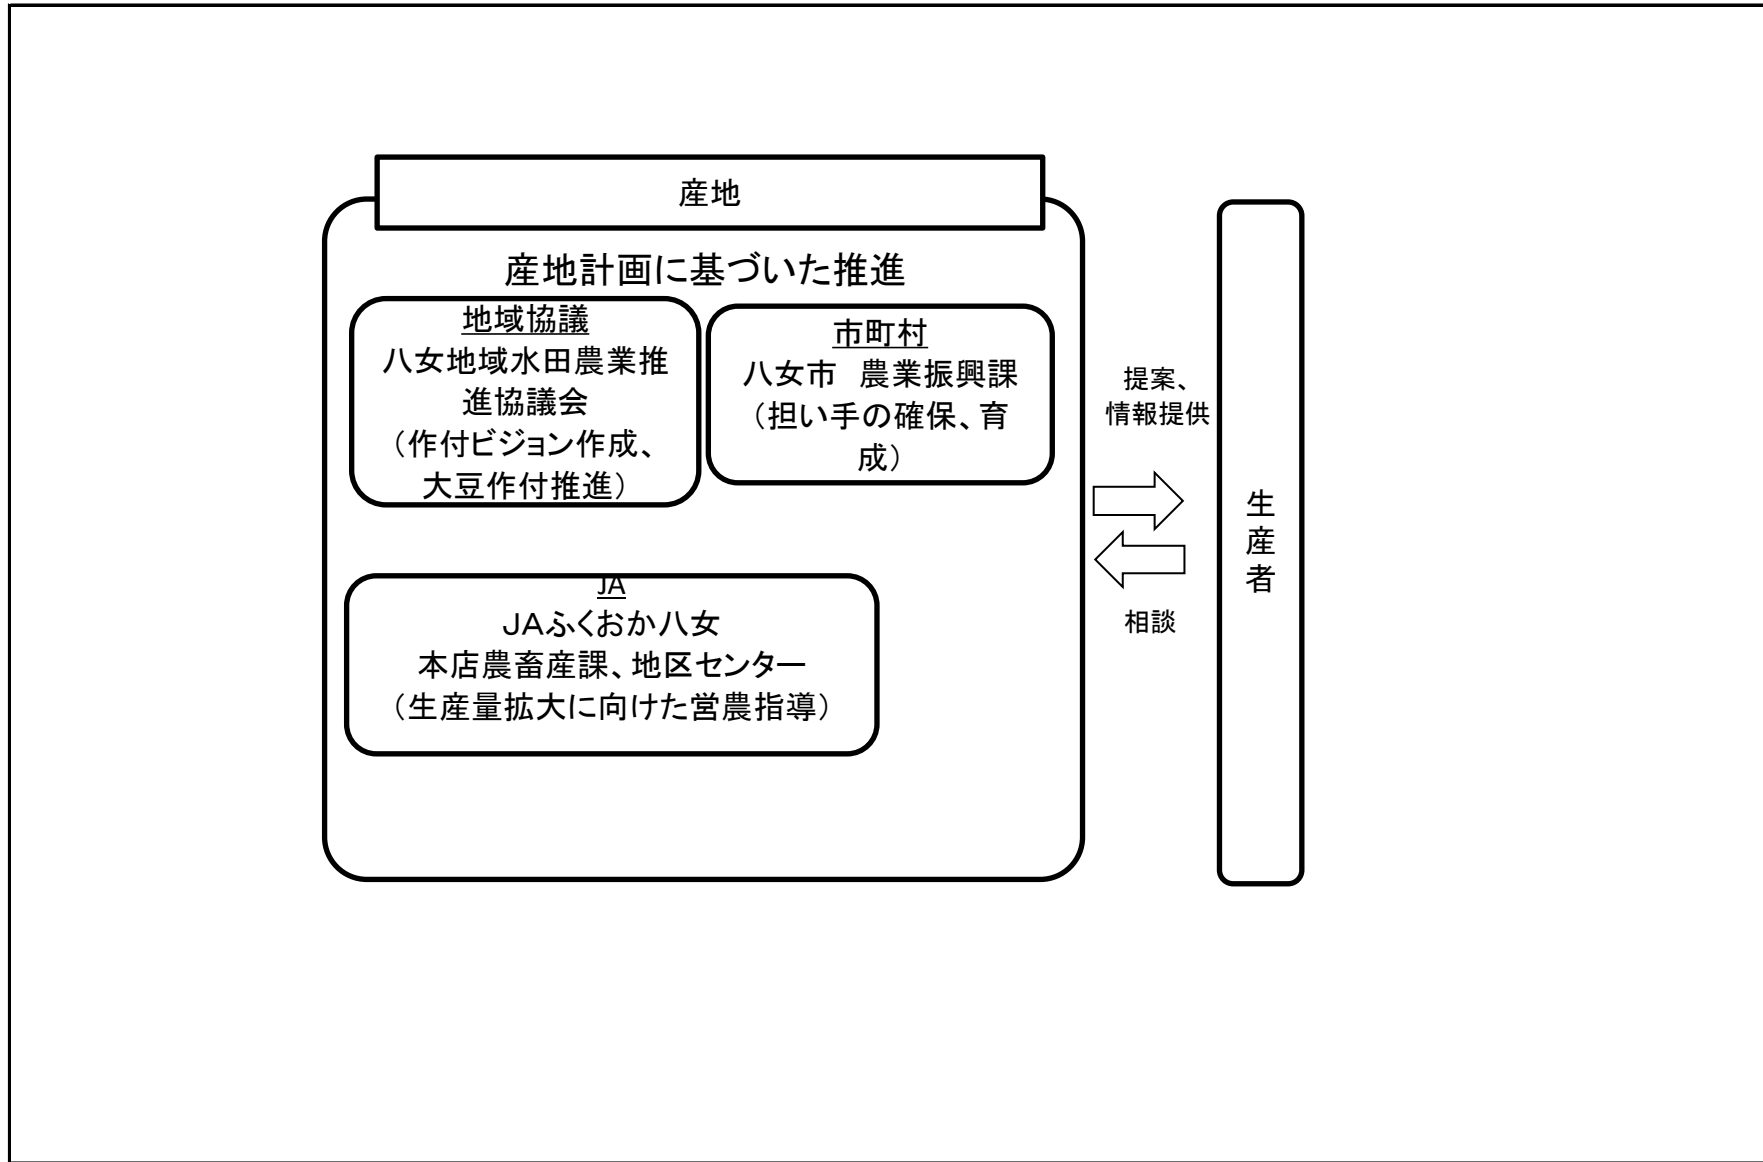 産地
産地計画に基づいた推進
地域協議
八女地域水田農業推
進協議会
（作付ビジョン作成、
大豆作付推進）
市町村
八女市　農業振興課
（担い手の確保、育
成）
JA
JAふくおか八女
本店農畜産課、地区センター
（生産量拡大に向けた営農指導）
提案、
情報提供
相談
生
産
者